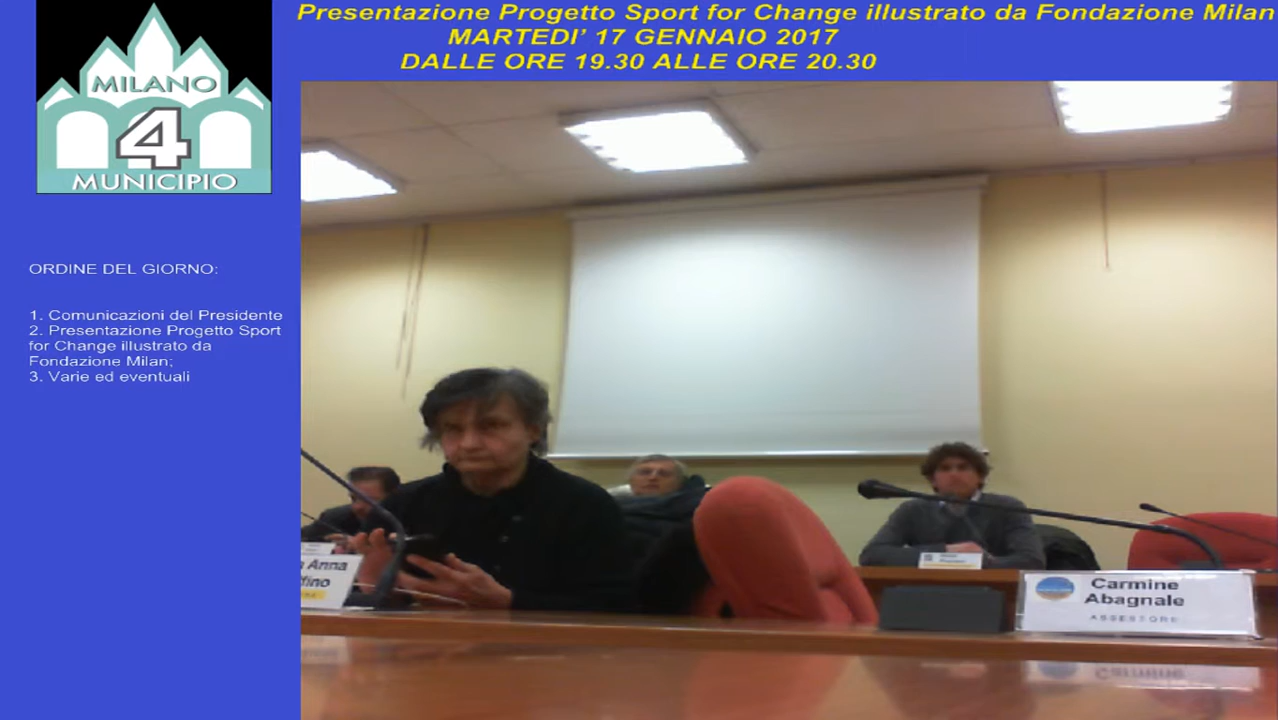 Presentazione Progetto Sport for Change illustrato da Fondazione Milan
MARTEDI’ 17 GENNAIO 2017
DALLE ORE 19.30 ALLE ORE 20.30
MILANO
4
MUNICIPIO
ORDINE DEL GIORNO:
1. Comunicazioni del Presidente
2. Presentazione Progetto Sport
for Change illustrato da
Fondazione Milan;
3. Varie ed eventuali
Anna
Carmine
Abagnale
ASSESSORE